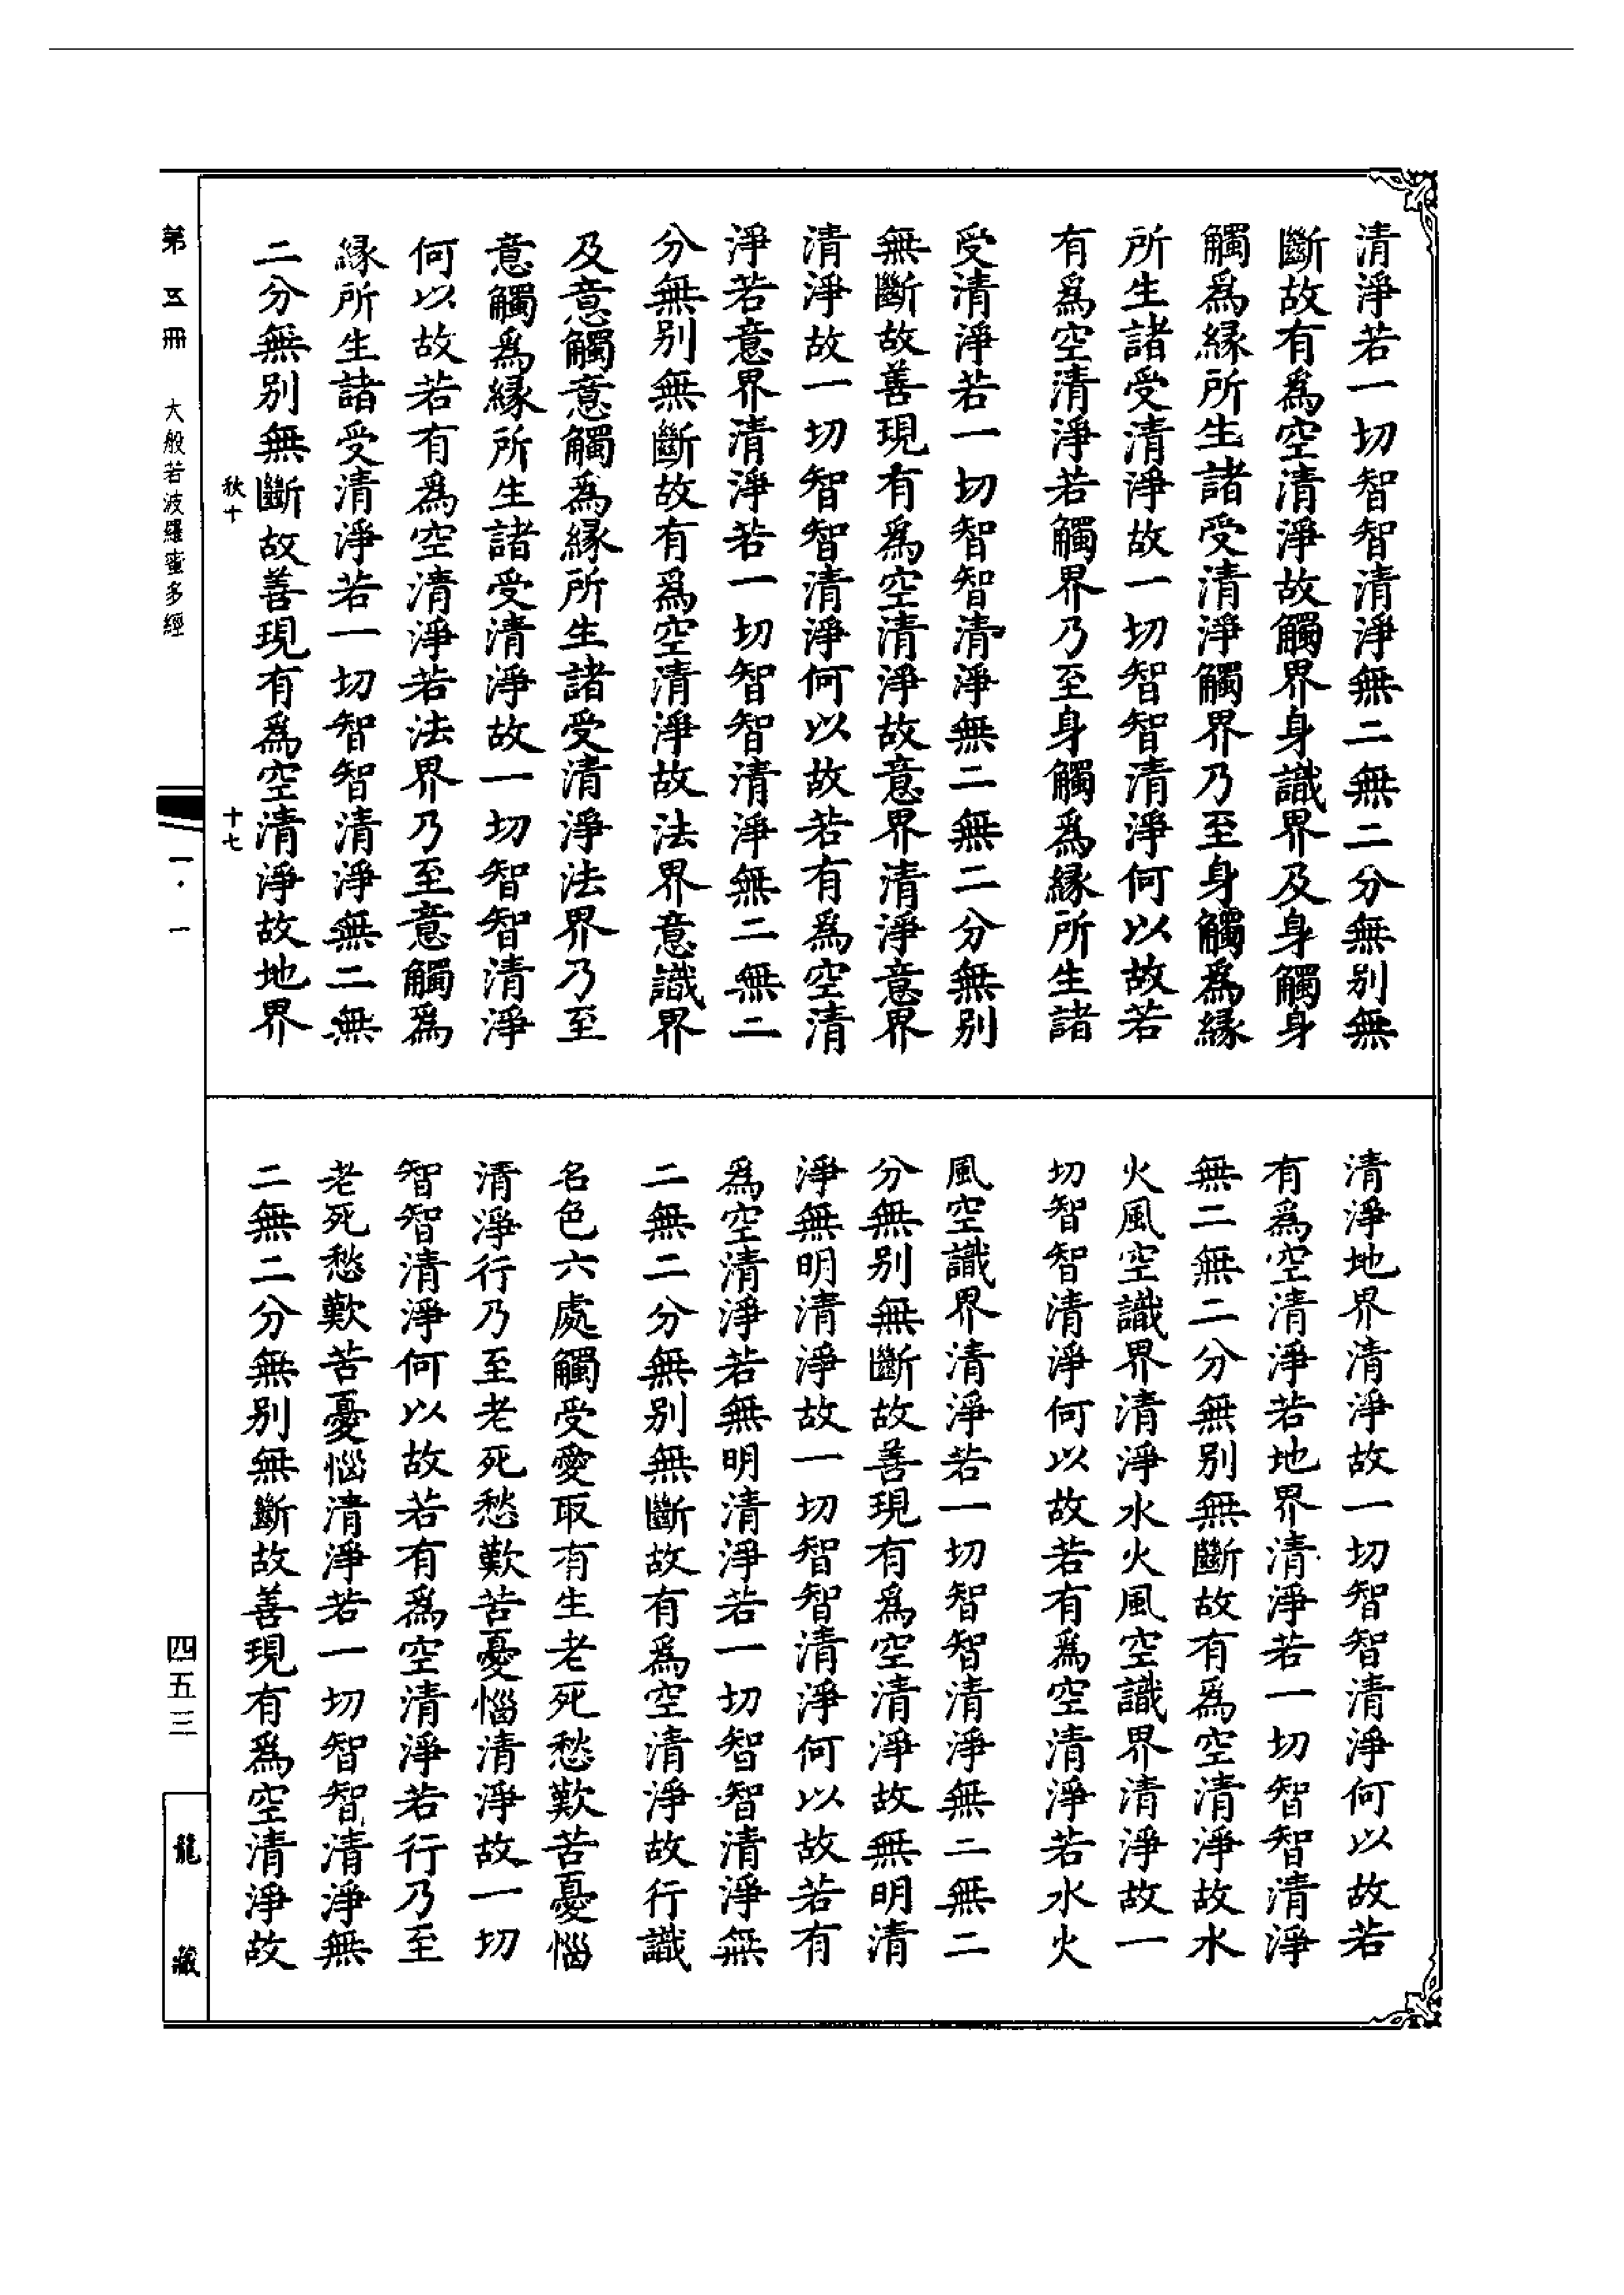 清淨若一切智智清淨無二無二分無別無
斷故有爲空清淨故觸界身識界及身觸身
觸爲緣所生諸受清淨觸界乃至身觸爲緣
所生諸受清淨故一切智智清淨何以故若
有爲空清淨若觸界乃至身觸爲緣所生諸
受清淨若一切智智清淨無二無二分無別
無斷故善現有爲空清淨故意界清淨意界
清淨故一切智智清淨何以故若有爲空清
淨若意界清淨若一切智智清淨無二無二
分無別無斷故有爲空清淨故法界意識界
及意觸意觸爲緣所生諸受清淨法界乃至
意觸爲緣所生諸受清淨故一切智智清淨
何以故若有爲空清淨若法界乃至意觸爲
緣所生諸受清淨若一切智智清淨無二無
二分無別無斷故善現有爲空清淨故地界
清淨地界清淨故一切智智清淨何以故若
有爲空清淨若地界清淨若一切智智清淨
無二無二分無別無斷故有爲空清淨故水
火風空識界清淨水火風空識界清淨故一
切智智清淨何以故若有爲空清淨若水火
風空識界清淨若一切智智清淨無二無二
分無別無斷故善現有爲空清淨故無明清
淨無明清淨故一切智智清淨何以故若有
爲空清淨若無明清淨若一切智智清淨無
二無二分無別無斷故有爲空清淨故行識
名色六處觸受愛取有生老死愁歎苦憂惱
清淨行乃至老死愁歎苦憂惱清淨故一切
智智清淨何以故若有爲空清淨若行乃至
老死愁歎苦憂惱清淨若一切智智清淨無
二無二分無別無斷故善現有爲空清淨故
秋十 十七
第五冊 大般若波羅蜜多經 一·一
四五三
龍藏